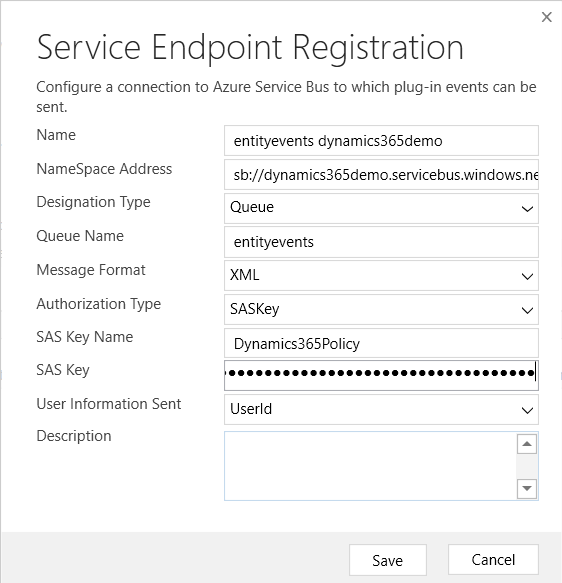 Service Endpoint Registration
Configure a connection to Azure Service Bus to which plug-in events can be
sent.
Name
entityevents dynamics365demo
NameSpace Address
sb://dynamics365demo.servicebus.windows.ne
Designation Type
Queue
Queue Name
entityevents
Message Format
XML
Authorization Type
SASKey
SAS Key Name
Dynamics365Policy
SAS Key
User Information Sent
UserId
Description
Save
Cancel